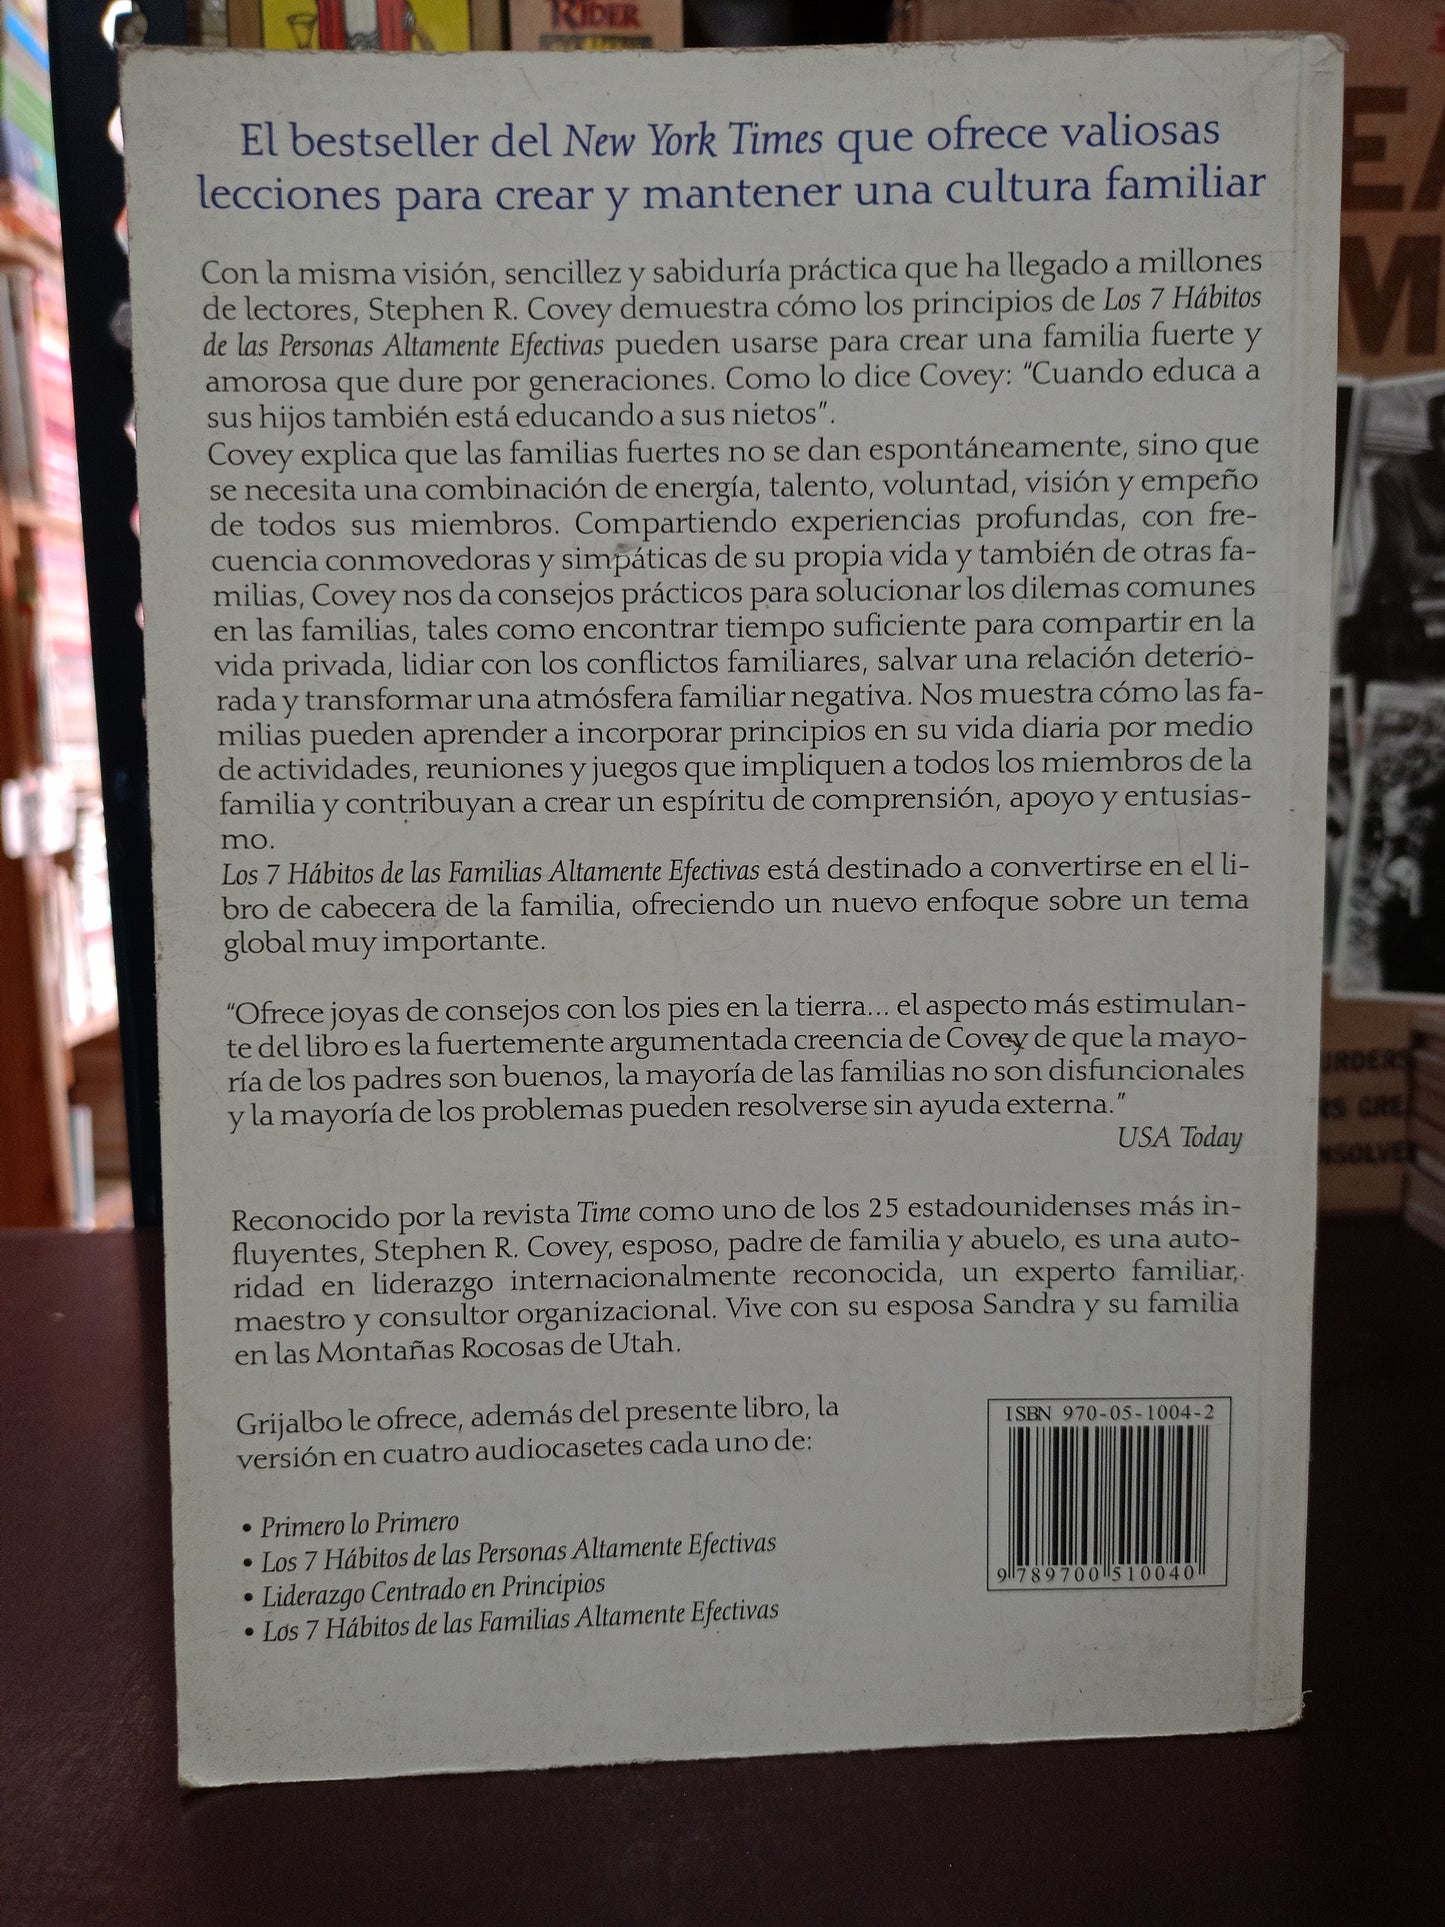 RIDER
El bestseller del New York Times que ofrece valiosas
lecciones para crear y mantener una cultura familiar
Con la misma visión, sencillez y sabiduría práctica que ha llegado a millones
de lectores, Stephen R. Covey demuestra cómo los principios de Los 7 Hábitos
de las Personas Altamente Efectivas pueden usarse para crear una familia fuerte y
amorosa que dure por generaciones. Como lo dice Covey: “Cuando educa a
sus hijos también está educando a sus nietos”.
Covey explica que las familias fuertes no se dan espontáneamente, sino que
se necesita una combinación de energía, talento, voluntad, visión y empeño
de todos sus miembros. Compartiendo experiencias profundas, con fre-
cuencia conmovedoras y simpáticas de su propia vida y también de otras fa-
milias, Covey nos da consejos prácticos para solucionar los dilemas comunes
en las familias, tales como encontrar tiempo suficiente para compartir en la
vida privada, lidiar con los conflictos familiares, salvar una relación deterio-
rada y transformar una atmósfera familiar negativa. Nos muestra cómo las fa-
milias pueden aprender a incorporar principios en su vida diaria por medio
de actividades, reuniones y juegos que impliquen a todos los miembros de la
familia y contribuyan a crear un espíritu de comprensión, apoyo y entusias-
mo.
Los 7 Hábitos de las Familias Altamente Efectivas está destinado a convertirse en el li-
bro de cabecera de la familia, ofreciendo un nuevo enfoque sobre un tema
global muy importante.
“Ofrece joyas de consejos con los pies en la tierra... el aspecto más estimulan-
te del libro es la fuertemente argumentada creencia de Covey de que la mayo-
ría de los padres son buenos, la mayoría de las familias no son disfuncionales
y la mayoría de los problemas pueden resolverse sin ayuda externa.”
USA Today
Reconocido por la revista Time como uno de los 25 estadounidenses más in-
fluyentes, Stephen R. Covey, esposo, padre de familia y abuelo, es una auto-
ridad en liderazgo internacionalmente reconocida, un experto familiar,
maestro y consultor organizacional. Vive con su esposa Sandra y su familia
en las Montañas Rocosas de Utah.
Grijalbo le ofrece, además del presente libro, la
versión en cuatro audiocasetes cada uno de:
• Primero lo Primero
• Los 7 Hábitos de las Personas Altamente Efectivas
• Liderazgo Centrado en Principios
• Los 7 Hábitos de las Familias Altamente Efectivas
ISBN 970-05-1004-2
9 789700 510040